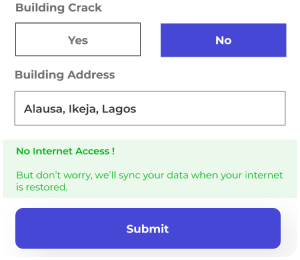 Building Crack
Yes
No
Building Address
Alausa, Ikeja, Lagos
No Internet Access !
But don't worry, we'll sync your data when your internet
is restored.
Submit